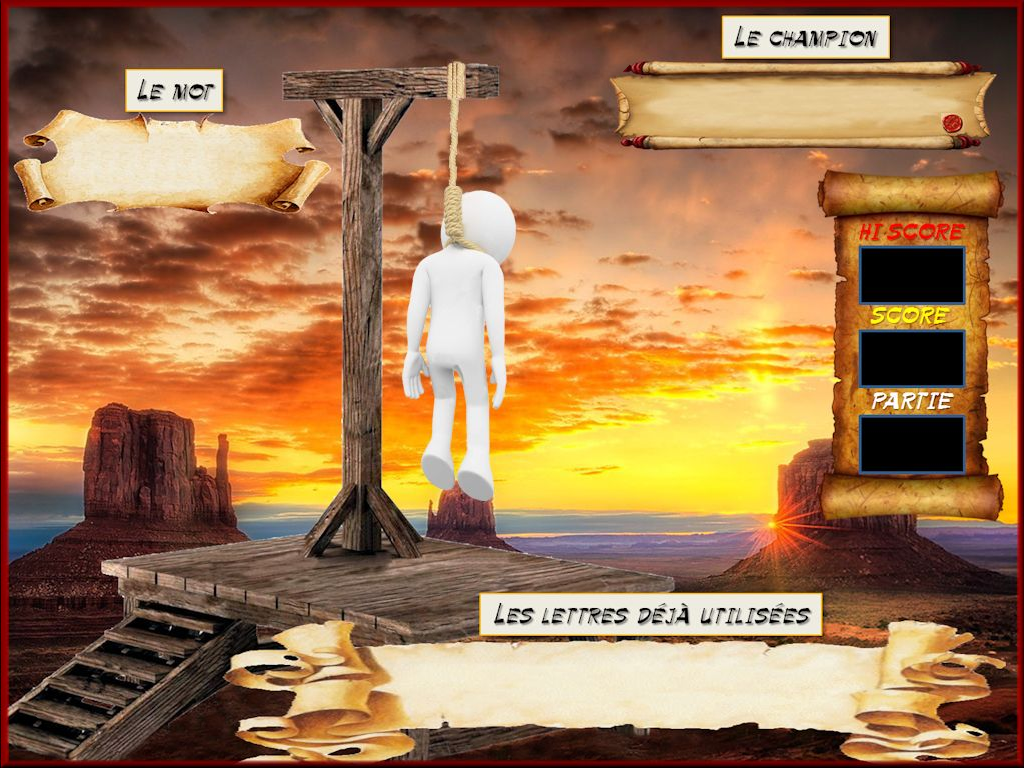 Le champion
Le mot
HI-SCORE
SCORE
PARTIE
Les lettres déjà utilisées